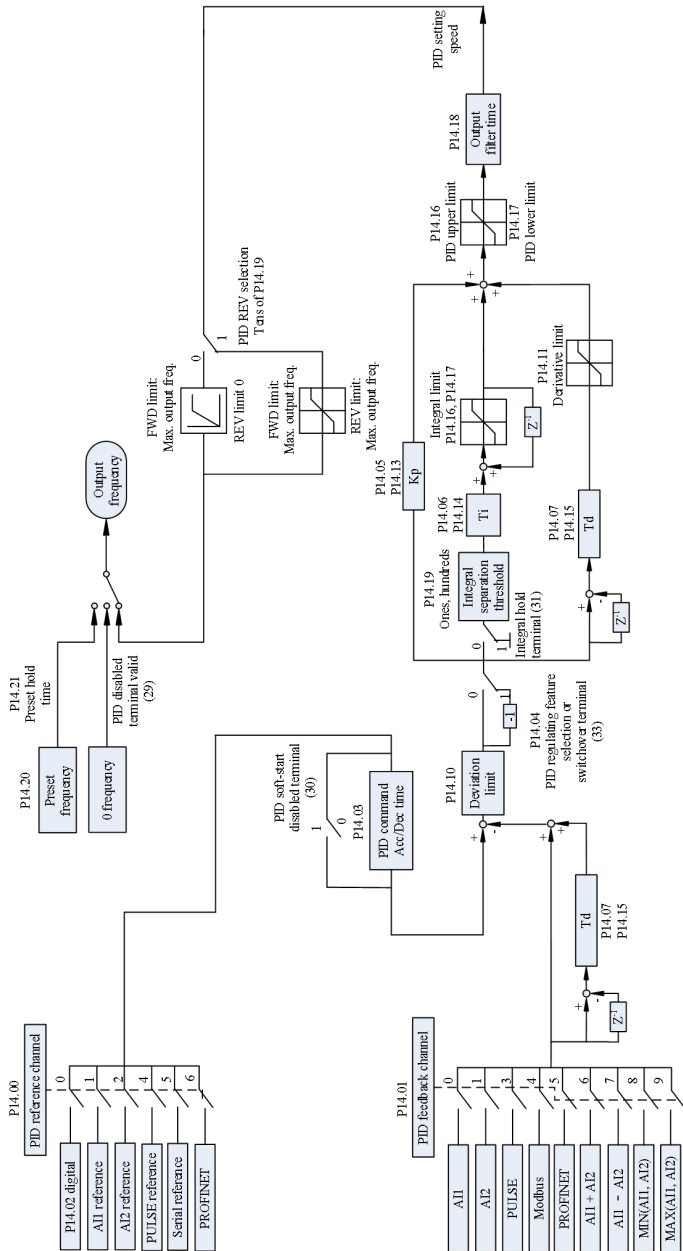 P14.00
PID reference channel
P14.02 digital
AI1 reference
AI2 reference
PULSE reference
Serial reference
PROFINET
0
1
2
4
5
6
P14.01
PID feedback channel
AI1
AI2
PULSE
Modbus
PROFINET
AI1 + AI2
AI1 - AI2
MIN(AI1, AI2)
MAX(AI1, AI2)
0
1
3
4
5
6
7
8
9
+
-
Z⁻¹
Td
P14.07
P14.15
+
+
PID soft-start
disabled terminal
(30)
1
0
P14.03
PID command
Acc/Dec time
+
-
P14.10
Deviation
limit
0
1
-1
P14.04
PID regulating feature
selection or
switchover terminal
(33)
0
1
Integral hold
terminal (31)
P14.19
Ones, hundreds
Integral
separation
threshold
P14.06
P14.14
Ti
P14.05
P14.13
Kp
+
+
Integral limit
P14.16, P14.17
Z⁻¹
+
-
Z⁻¹
P14.07
P14.15
Td
P14.11
Derivative limit
+
+
+
P14.16
PID upper limit
P14.17
PID lower limit
P14.18
Output
filter time
PID setting
speed
PID REV selection
Tens of P14.19
0
1
FWD limit:
Max. output freq.
REV limit 0
FWD limit:
Max. output freq.
REV limit:
Max. output freq.
P14.20
Preset
frequency
P14.21
Preset hold
time
0 frequency
PID disabled
terminal valid
(29)
Output
frequency